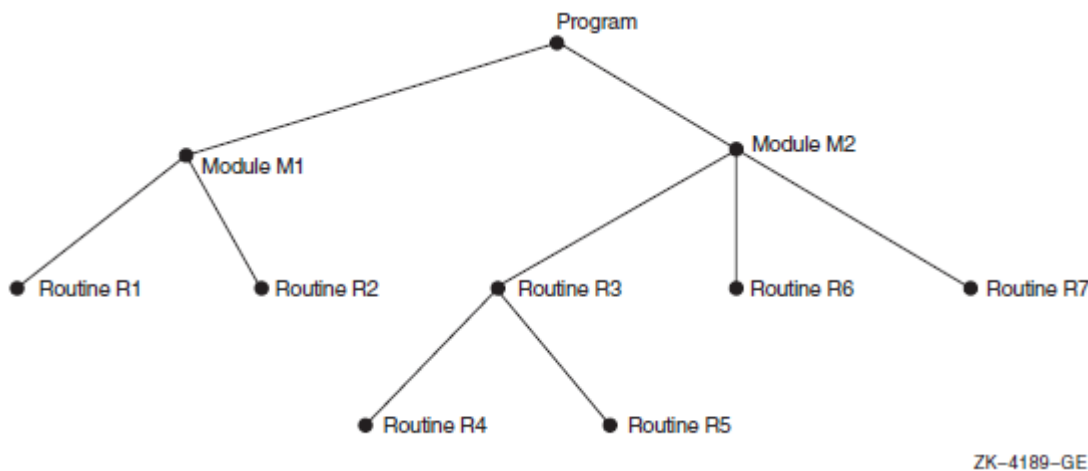 Program
Module M1
Module M2
Routine R1
Routine R2
Routine R3
Routine R6
Routine R7
Routine R4
Routine R5
ZK–4189–GE